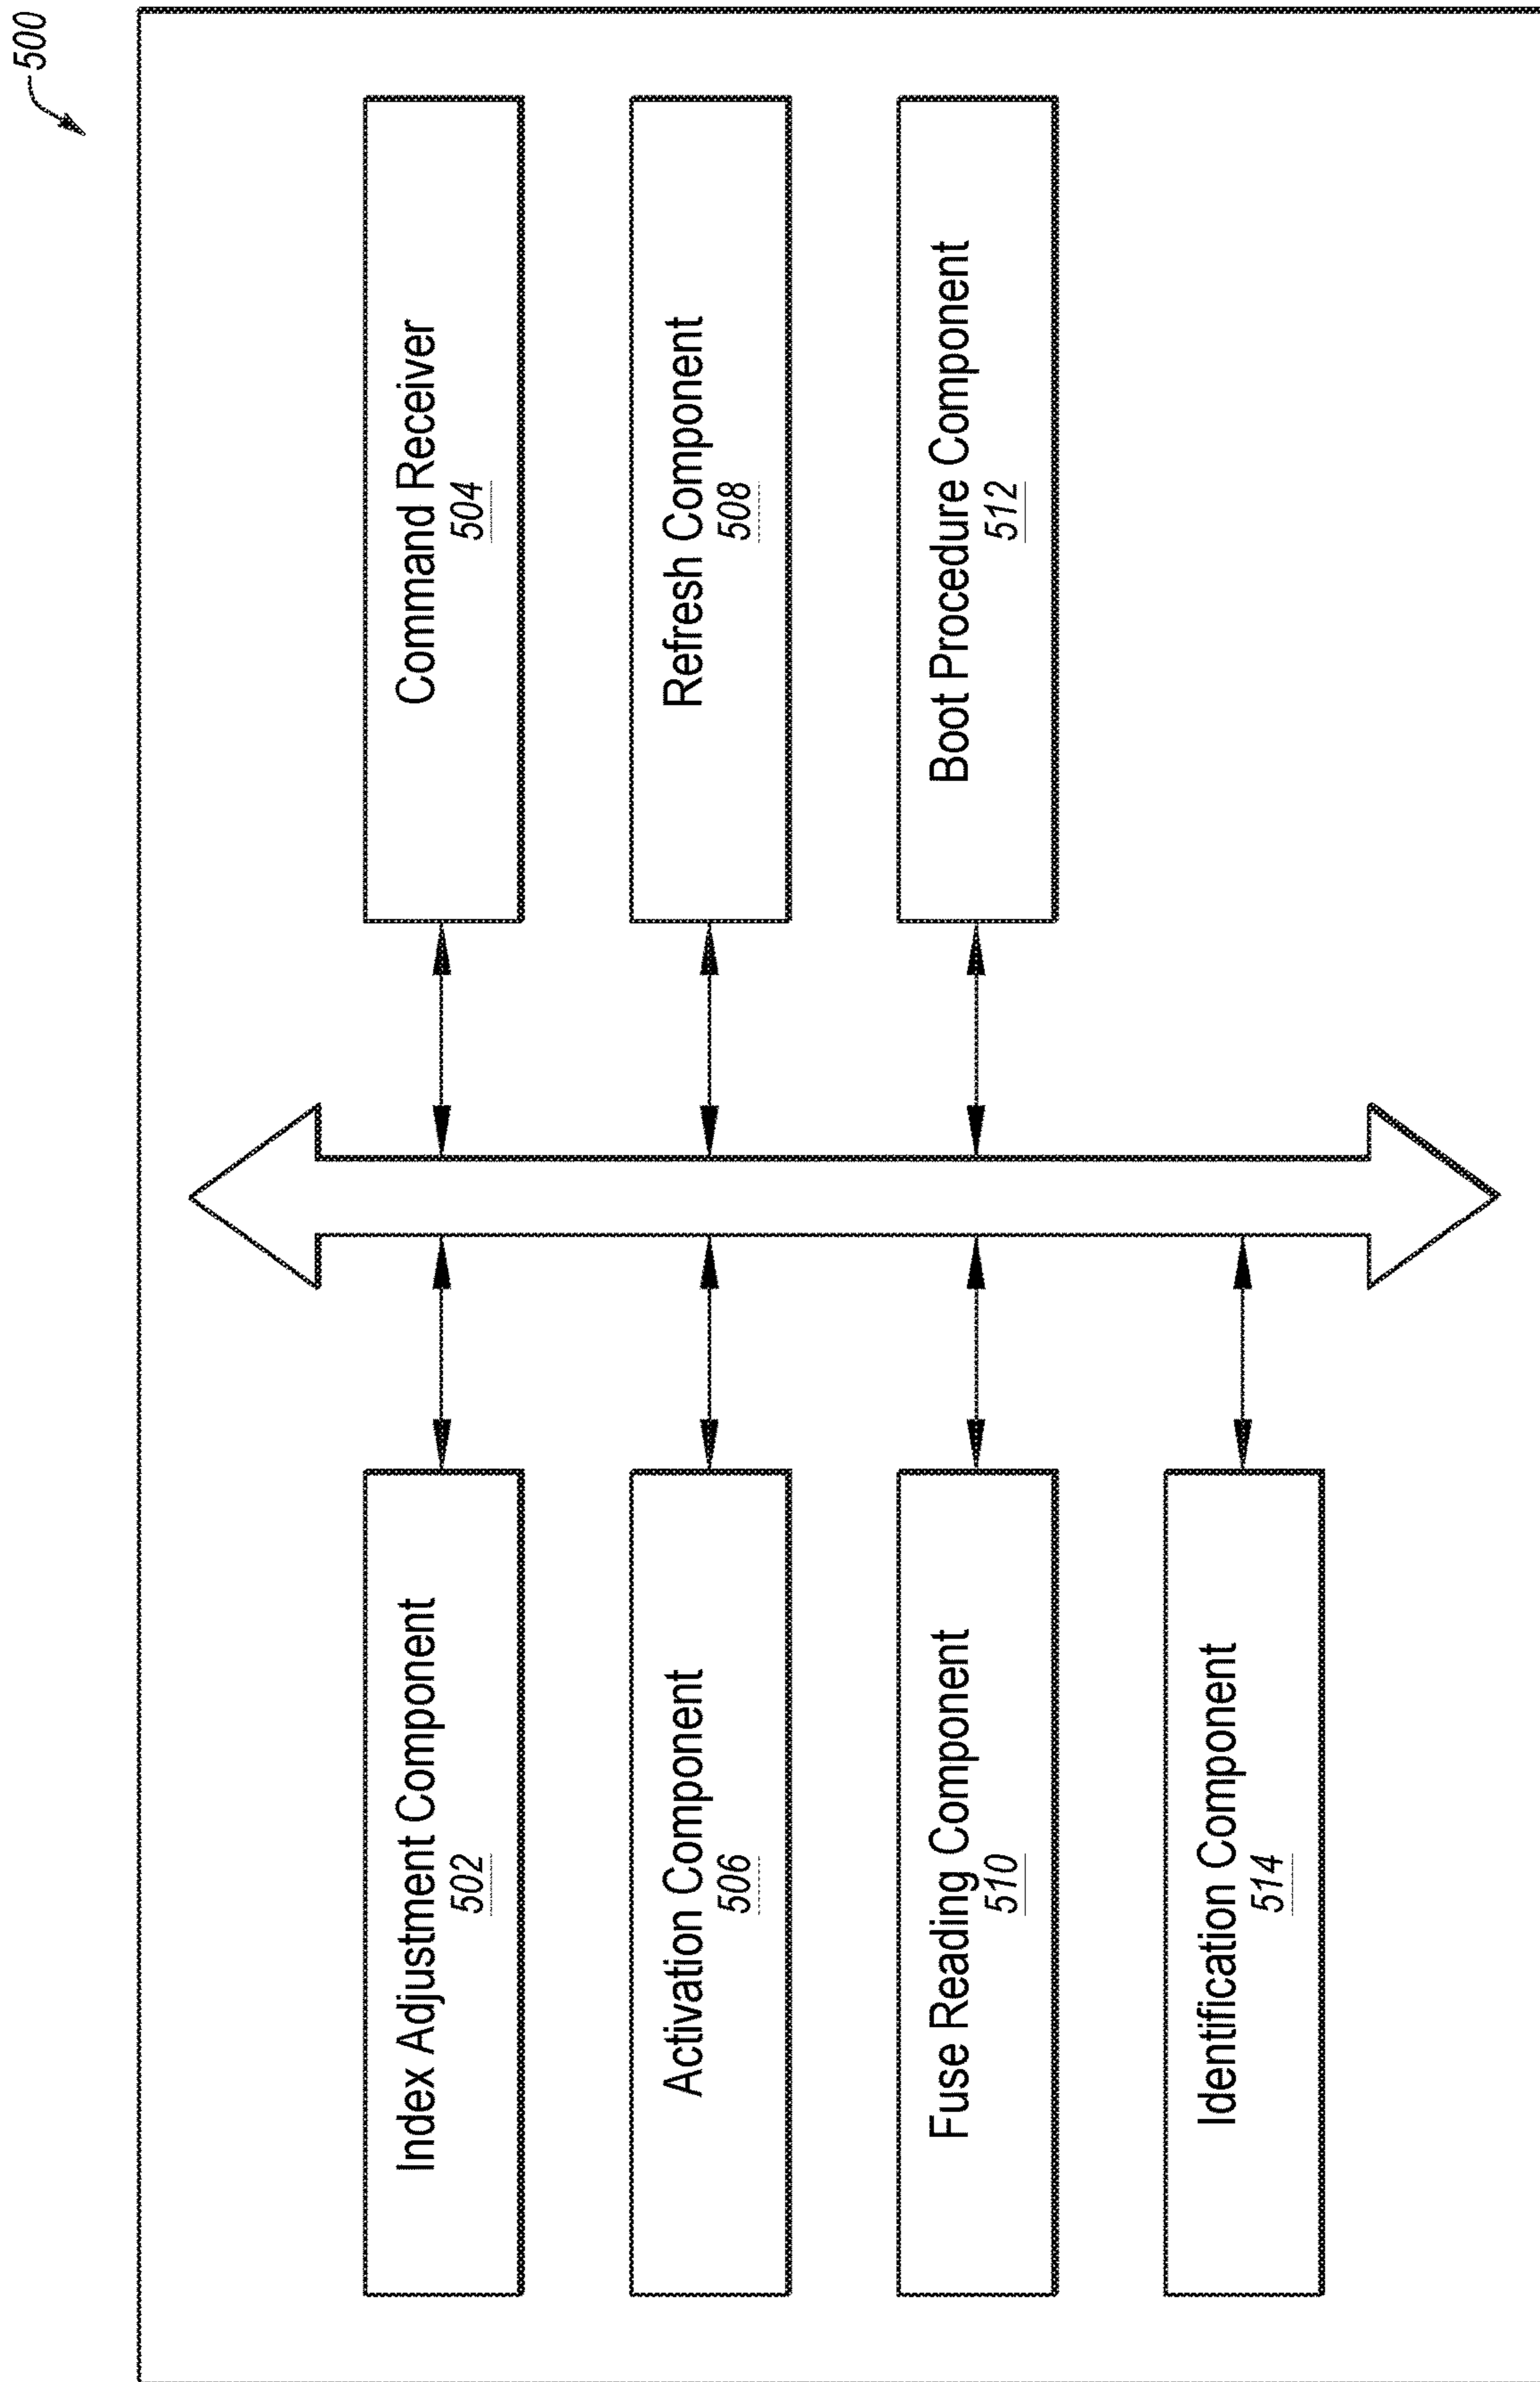 500
Index Adjustment Component
502
Command Receiver
504
Activation Component
506
Refresh Component
508
Fuse Reading Component
510
Boot Procedure Component
512
Identification Component
514